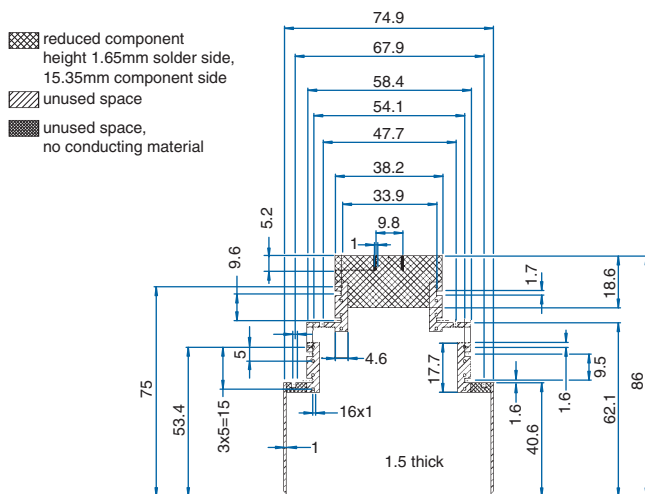 74.9
reduced component
height 1.65mm solder side,
15.35mm component side
67.9
58.4
unused space
54.1
unused space,
no conducting material
47.7
38.2
33.9
5.2
9.8
1
9.6
1.7
18.6
5
4.6
17.7
9.5
75
53.4
3x5=15
16x1
1.6
1.6
40.6
62.1
86
1
1.5 thick